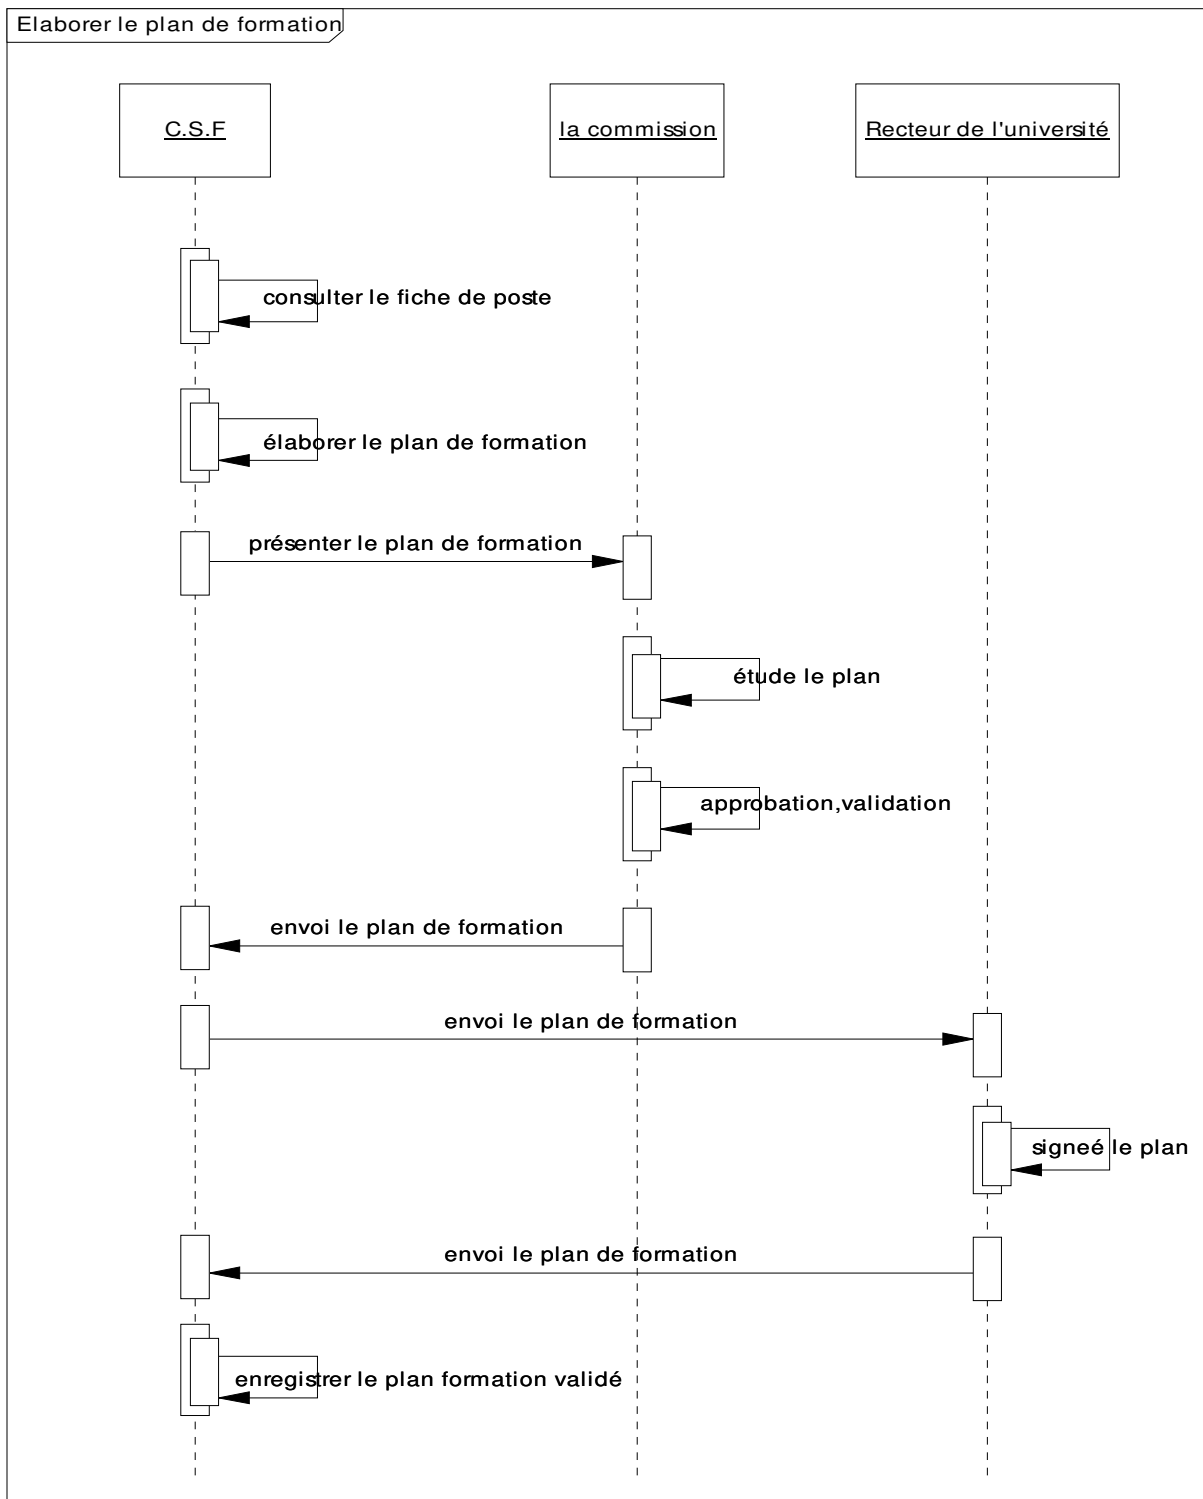 Elaborer le plan de formation
C.S.F
la commission
Recteur de l'université
consulter le fiche de poste
élaborer le plan de formation
présenter le plan de formation
étude le plan
approbation,validation
envoi le plan de formation
envoi le plan de formation
signeé le plan
envoi le plan de formation
enregistrer le plan formation validé